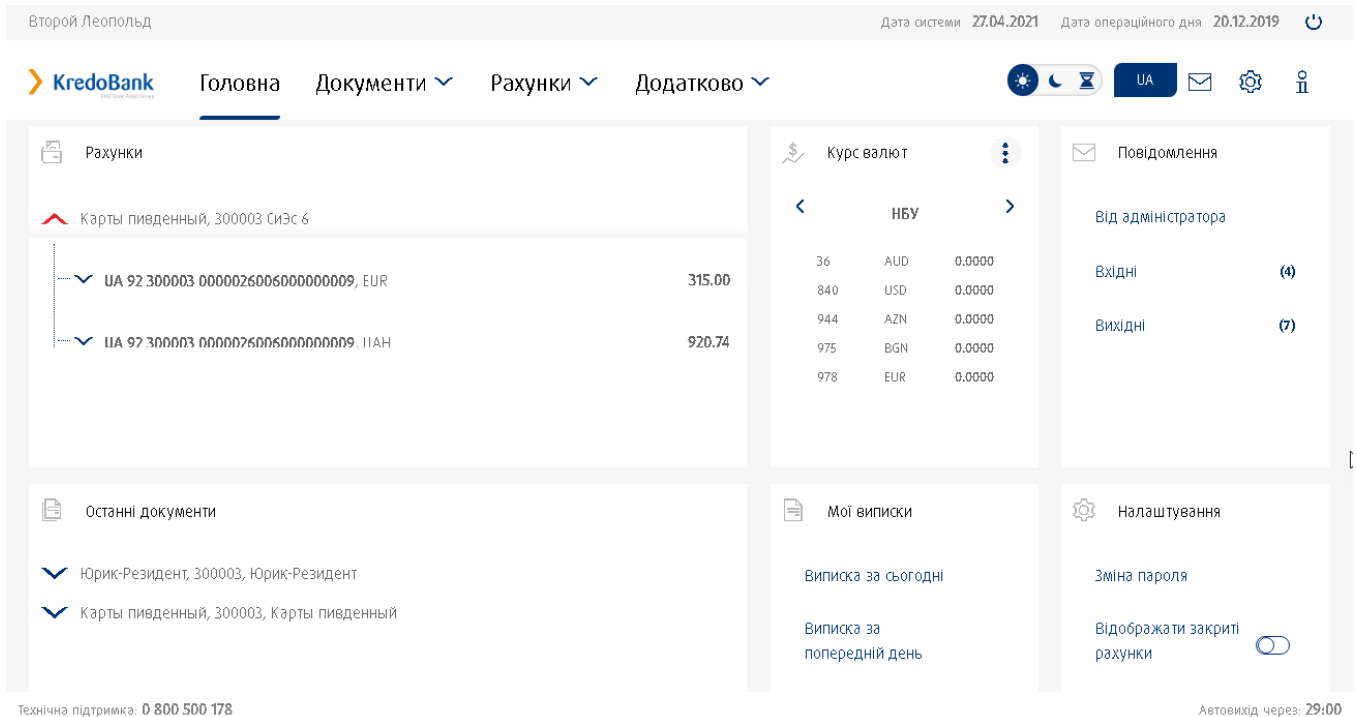 Второй Леопольд
Дата системи 27.04.2021 Дата операційного дня 20.12.2019
KredoBank Головна Документи Рахунки Додатково UA
Рахунки
Карты пивденный, 300003 СиЭс 6
UA 92 300003 0000026006000000009, EUR 315.00
UA 92 300003 0000026006000000009, UAH 920.74
Курс валют
НБУ
36 AUD 0.0000
840 USD 0.0000
944 AZN 0.0000
975 BGN 0.0000
978 EUR 0.0000
Повідомлення
Від адміністратора
Вхідні (4)
Вихідні (7)
Останні документи
Юрик-Резидент, 300003, Юрик-Резидент
Карты пивденный, 300003, Карты пивденный
Мої виписки
Виписка за сьогодні
Виписка за
попередній день
Налаштування
Зміна пароля
Відображати закриті
рахунки
Технічна підтримка: 0 800 500 178
Автовихід через: 29:00